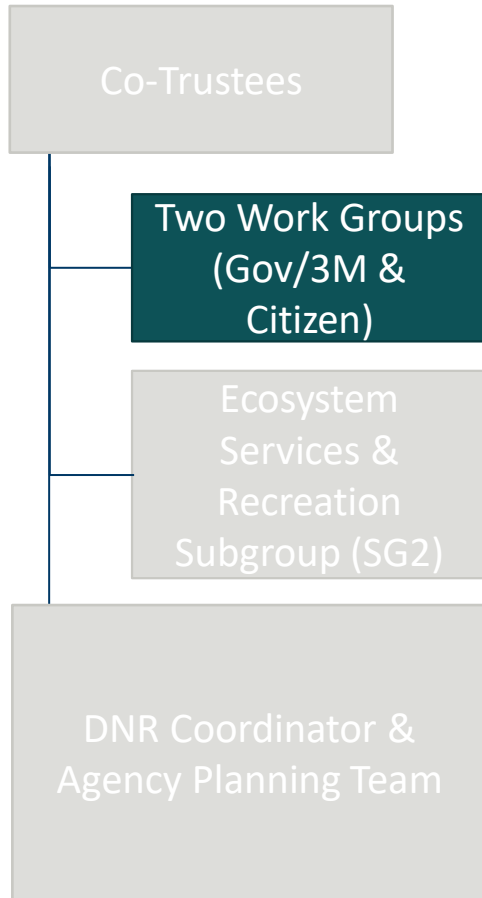 Co-Trustees
Two Work Groups
(Gov/3M &
Citizen)
Ecosystem
Services &
Recreation
Subgroup (SG2)
DNR Coordinator &
Agency Planning Team